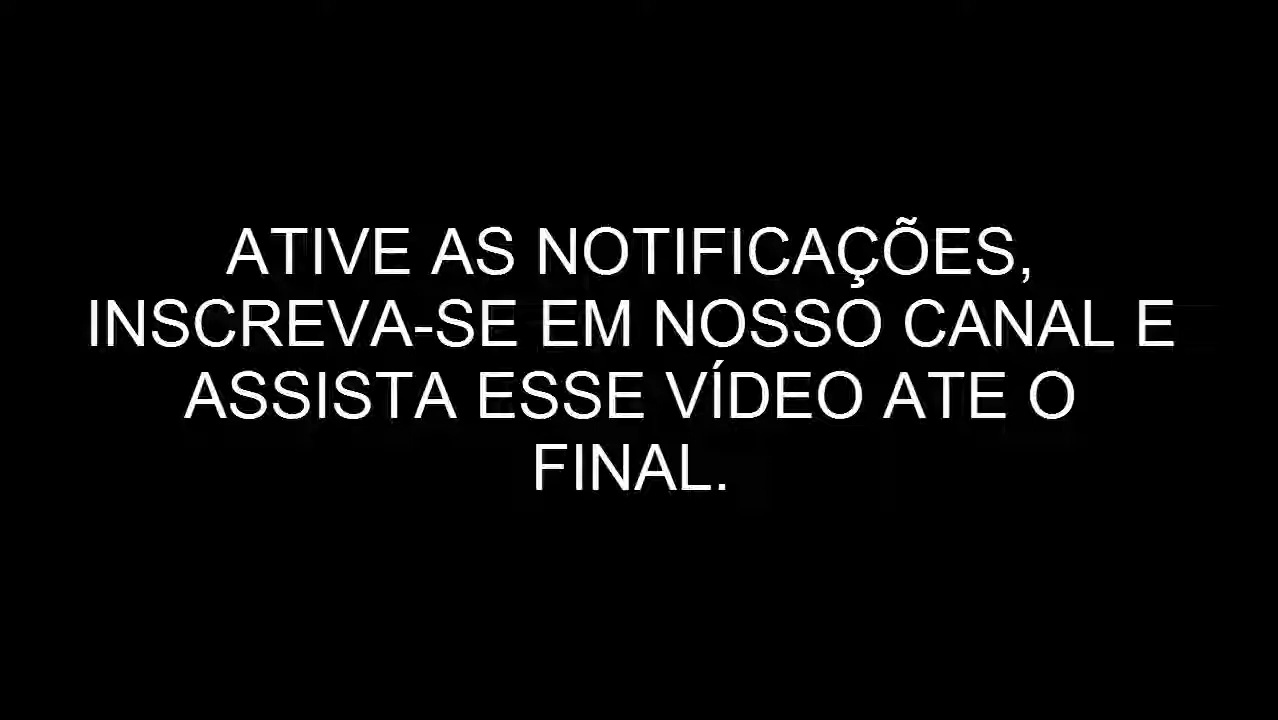 ATIVE AS NOTIFICAÇÕES,
INSCREVA-SE EM NOSSO CANAL E
ASSISTA ESSE VÍDEO ATE O
FINAL.